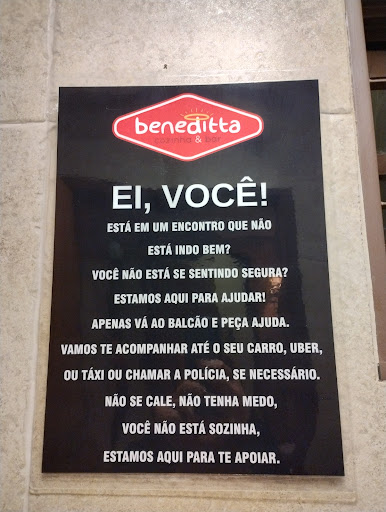 beneditta
cozinha & bar
EI, VOCÊ!
ESTÁ EM UM ENCONTRO QUE NÃO
ESTÁ INDO BEM?
VOCÊ NÃO ESTÁ SE SENTINDO SEGURA?
ESTAMOS AQUI PARA AJUDAR!
APENAS VÁ AO BALCÃO E PEÇA AJUDA.
VAMOS TE ACOMPANHAR ATÉ O SEU CARRO, UBER,
OU TÁXI OU CHAMAR A POLÍCIA, SE NECESSÁRIO.
NÃO SE CALE, NÃO TENHA MEDO,
VOCÊ NÃO ESTÁ SOZINHA,
ESTAMOS AQUI PARA TE APOIAR.